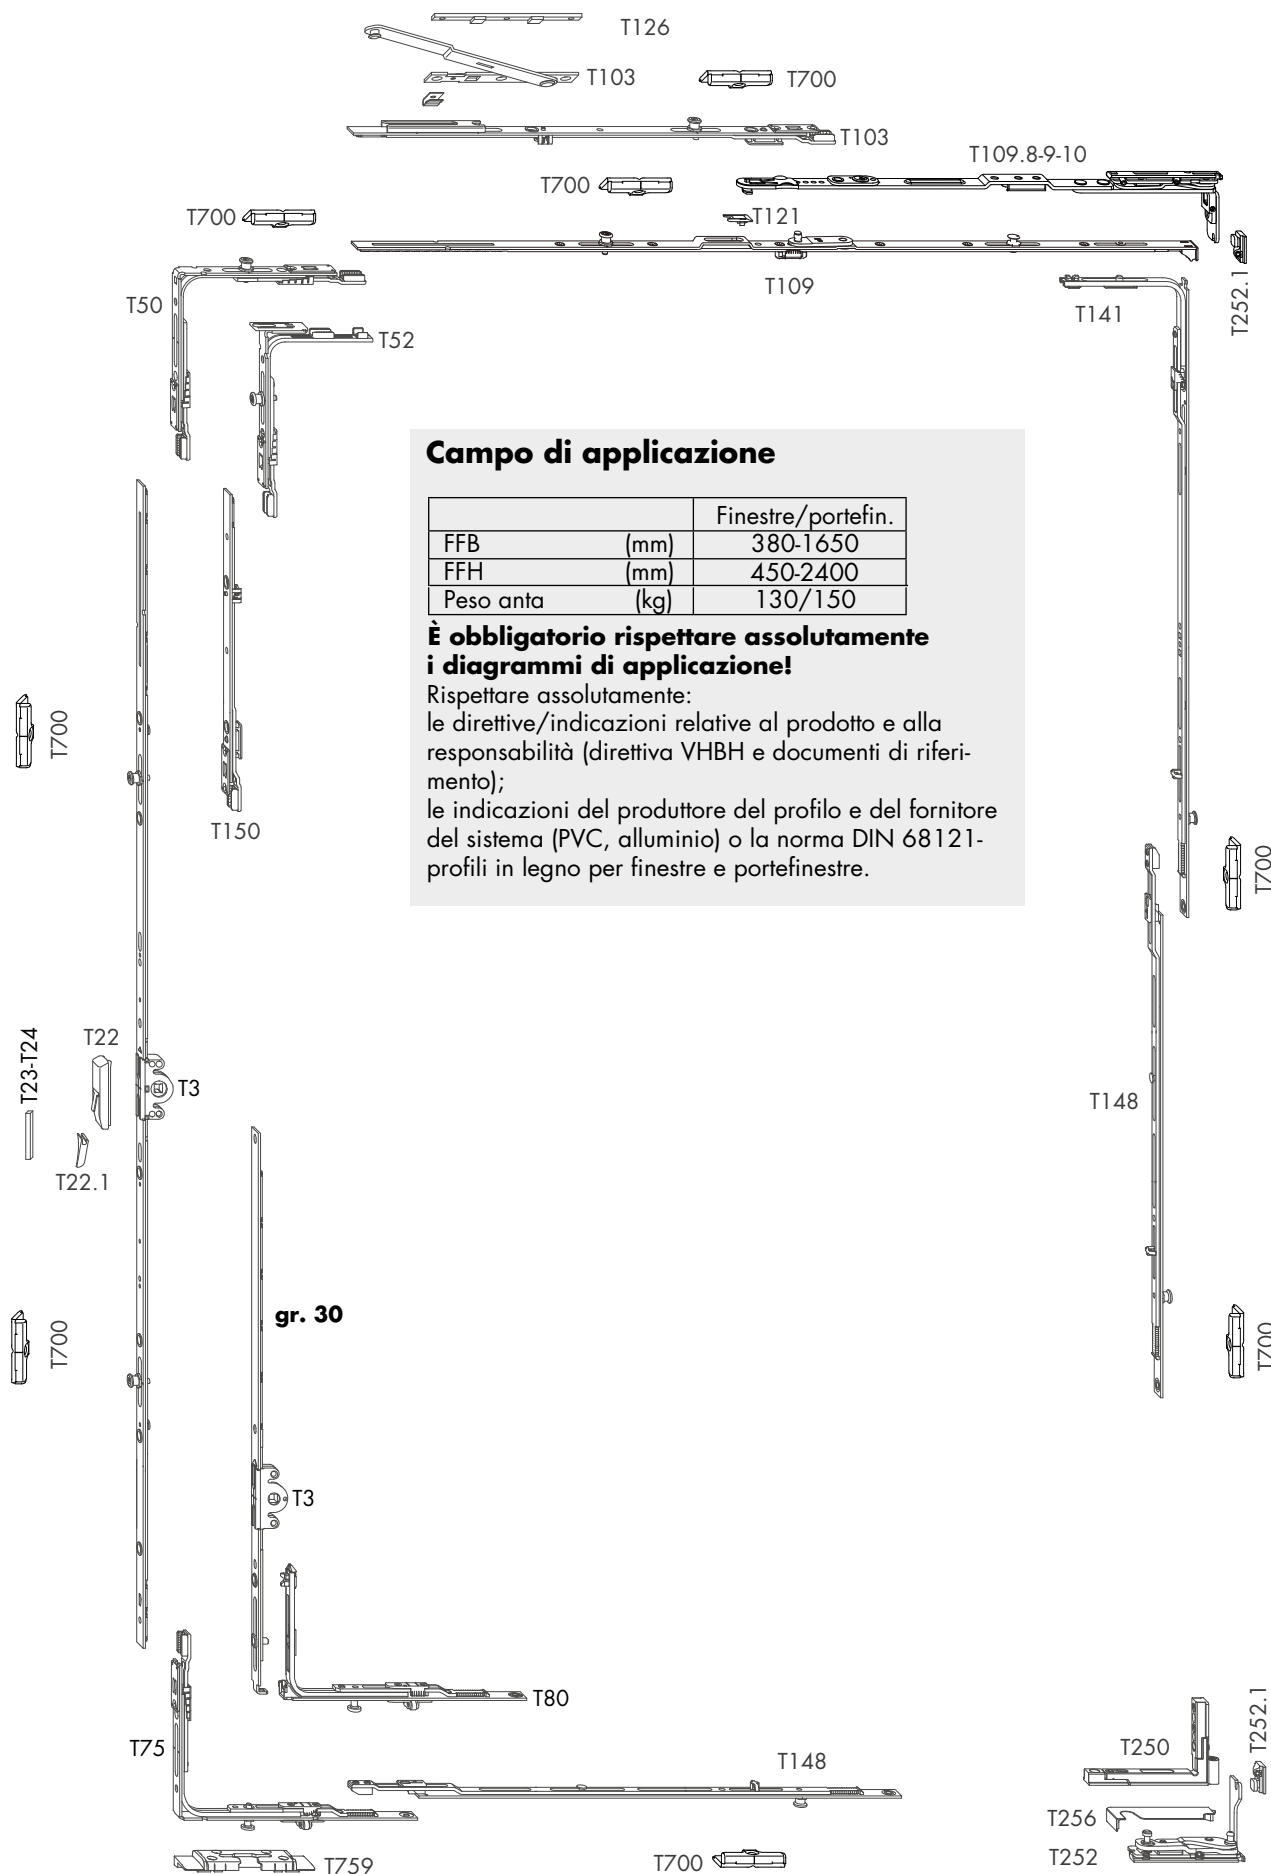 T126
T103
T700
T103
T109.8-9-10
T700
T121
T700
T109
T252.1
T50
T141
T52
Campo di applicazione
Finestre/portefin.
FFB (mm) 380-1650
FFH (mm) 450-2400
Peso anta (kg) 130/150
È obbligatorio rispettare assolutamente
i diagrammi di applicazione!
Rispettare assolutamente:
le direttive/indicazioni relative al prodotto e alla
responsabilità (direttiva VHBH e documenti di riferi-
mento);
le indicazioni del produttore del profilo e del fornitore
del sistema (PVC, alluminio) o la norma DIN 68121-
profili in legno per finestre e portefinestre.
T700
T150
T700
T22
T23-T24
T3
T148
T22.1
gr. 30
T700
T700
T3
T80
T75
T148
T250
T252.1
T256
T252
T759
T700